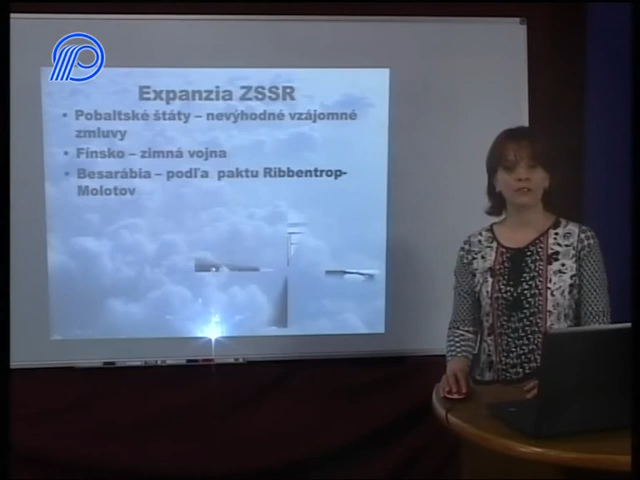 Expanzia ZSSR
• Pobaltské štáty – nevýhodné vzájomné
zmluvy
• Fínsko – zimná vojna
• Besarábia – podľa paktu Ribbentrop-
Molotov